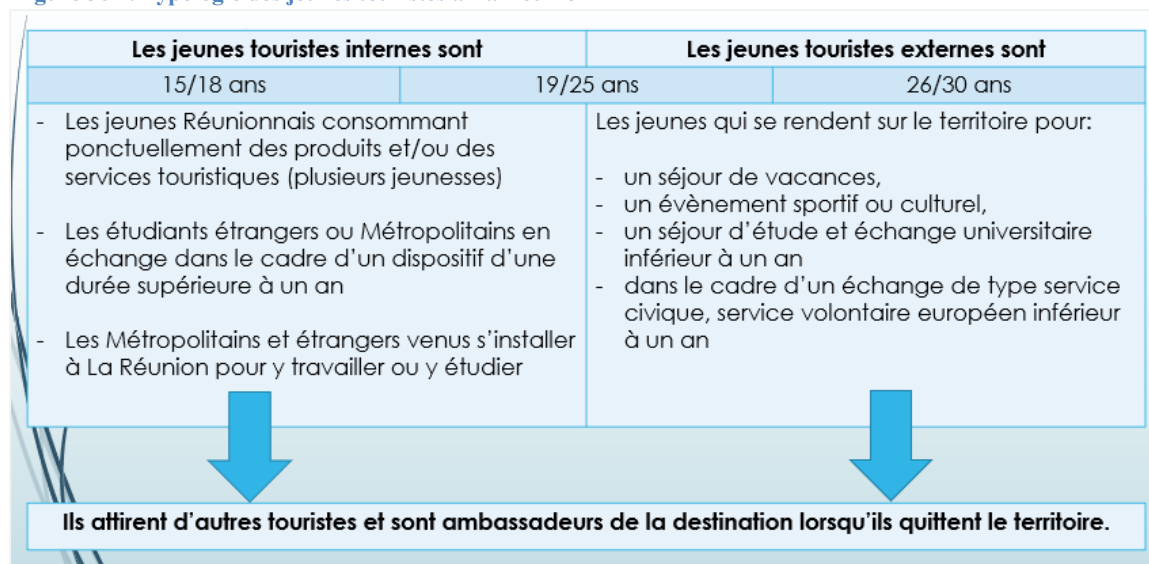 Les jeunes touristes internes sont
Les jeunes touristes externes sont
15/18 ans
19/25 ans
26/30 ans
- Les jeunes Réunionnais consommant
ponctuellement des produits et/ou des
services touristiques (plusieurs jeunesses)
- Les étudiants étrangers ou Métropolitains en
échange dans le cadre d'un dispositif d'une
durée supérieure à un an
- Les Métropolitains et étrangers venus s'installer
à La Réunion pour y travailler ou y étudier
Les jeunes qui se rendent sur le territoire pour:
- un séjour de vacances,
- un évènement sportif ou culturel,
- un séjour d'étude et échange universitaire
inférieur à un an
- dans le cadre d'un échange de type service
civique, service volontaire européen inférieur
à un an
Ils attirent d'autres touristes et sont ambassadeurs de la destination lorsqu'ils quittent le territoire.